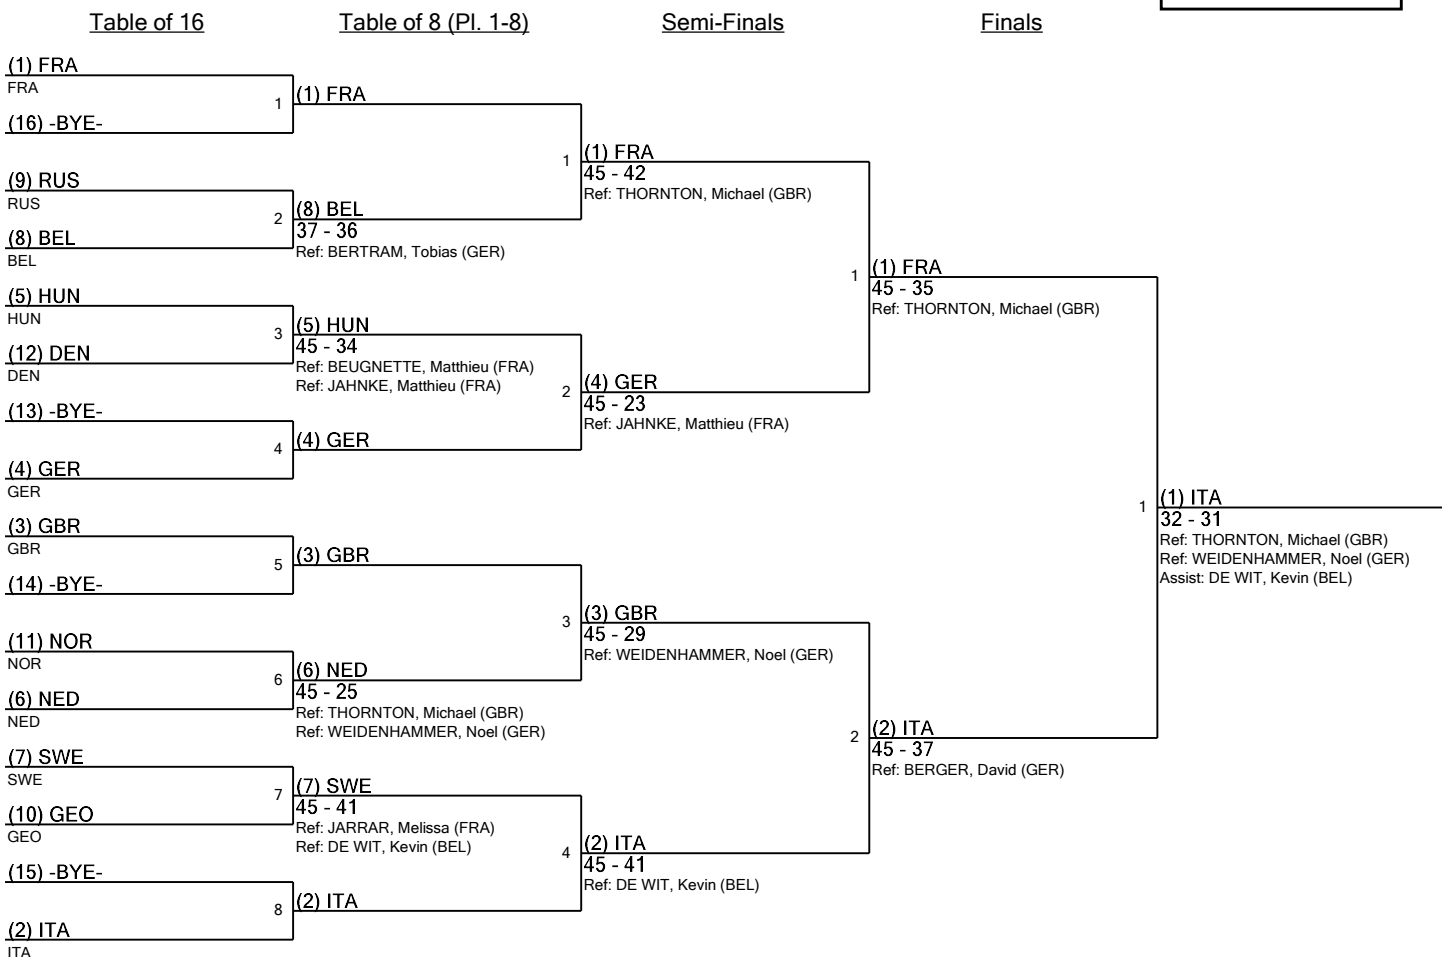 Table of 16
Table of 8 (Pl. 1-8)
Semi-Finals
Finals
(1) FRA
FRA
1
(16) -BYE-
(9) RUS
RUS
2
(8) BEL
BEL
(5) HUN
HUN
3
(12) DEN
DEN
(13) -BYE-
4
(4) GER
GER
(3) GBR
GBR
5
(14) -BYE-
(11) NOR
NOR
6
(6) NED
NED
(7) SWE
SWE
7
(10) GEO
GEO
(15) -BYE-
8
(2) ITA
ITA
(1) FRA
1
(8) BEL
37 - 36
Ref: BERTRAM, Tobias (GER)
(5) HUN
45 - 34
Ref: BEUGNETTE, Matthieu (FRA)
Ref: JAHNKE, Matthieu (FRA)
2
(4) GER
(3) GBR
3
(6) NED
45 - 25
Ref: THORNTON, Michael (GBR)
Ref: WEIDENHAMMER, Noel (GER)
(7) SWE
45 - 41
Ref: JARRAR, Melissa (FRA)
Ref: DE WIT, Kevin (BEL)
4
(2) ITA
(1) FRA
45 - 42
Ref: THORNTON, Michael (GBR)
1
(4) GER
45 - 23
Ref: JAHNKE, Matthieu (FRA)
(3) GBR
45 - 29
Ref: WEIDENHAMMER, Noel (GER)
2
(2) ITA
45 - 41
Ref: DE WIT, Kevin (BEL)
(1) FRA
45 - 35
Ref: THORNTON, Michael (GBR)
1
(2) ITA
45 - 37
Ref: BERGER, David (GER)
(1) ITA
32 - 31
Ref: THORNTON, Michael (GBR)
Ref: WEIDENHAMMER, Noel (GER)
Assist: DE WIT, Kevin (BEL)